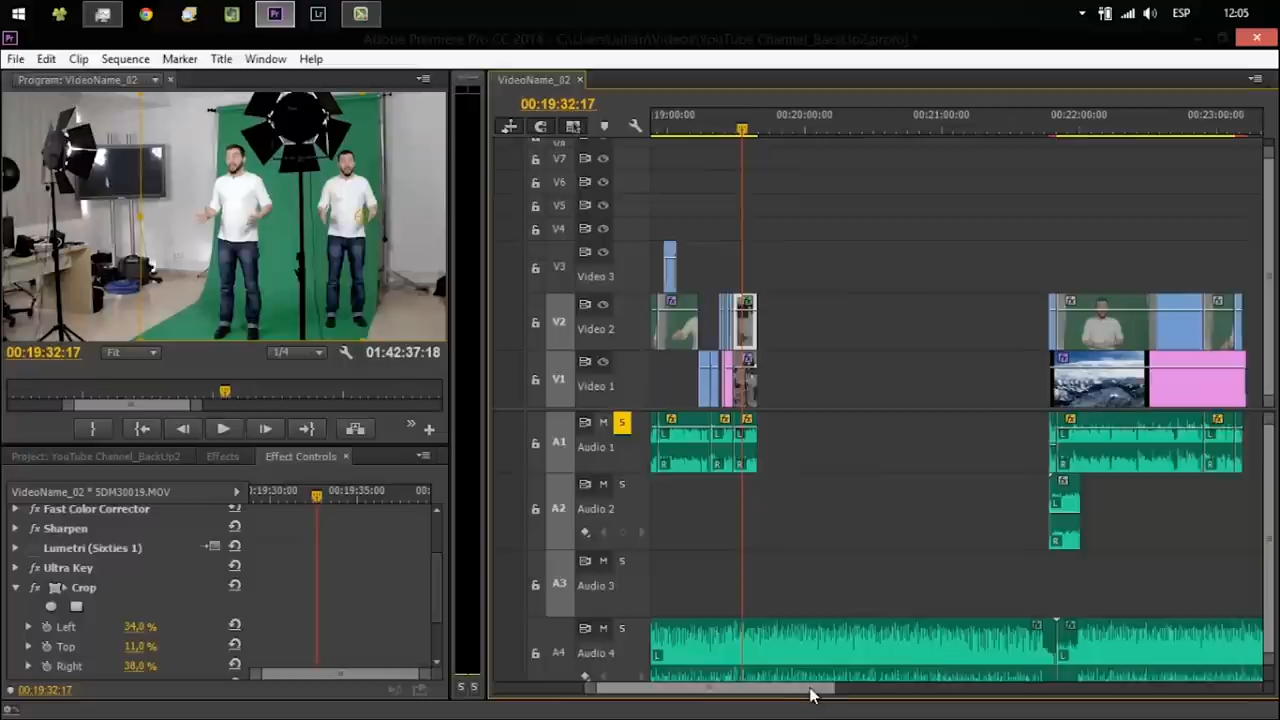 Pr
Lr
ESP
12:05
Pr
Adobe Premiere Pro CC 2014 - C:\Users\Julian\Videos\YouTube Channel_BackUp2.prproj *
File Edit Clip Sequence Marker Title Window Help
Program: VideoName_02
VideoName_02
00:19:32:17
19:00:00 00:20:00:00 00:21:00:00 00:22:00:00 00:23:00:00
V7
V6
V5
V4
V3
Video 3
V2
Video 2
V1
Video 1
00:19:32:17
Fit
1/4
01:42:37:18
A1 M S
Audio 1
L L L L L
R R R R R
Project: YouTube Channel_BackUp2 Effects Effect Controls
VideoName_02 * 5DM30019.MOV
:19:30:00 00:19:35:00 00:
fx Fast Color Corrector
fx Sharpen
Lumetri (Sixties 1)
fx Ultra Key
fx Crop
Left 34,0 %
Top 11,0 %
Right 38,0 %
00:19:32:17
A2 M S
Audio 2
L
R
A3 M S
Audio 3
A4 M S
Audio 4
L L
S S